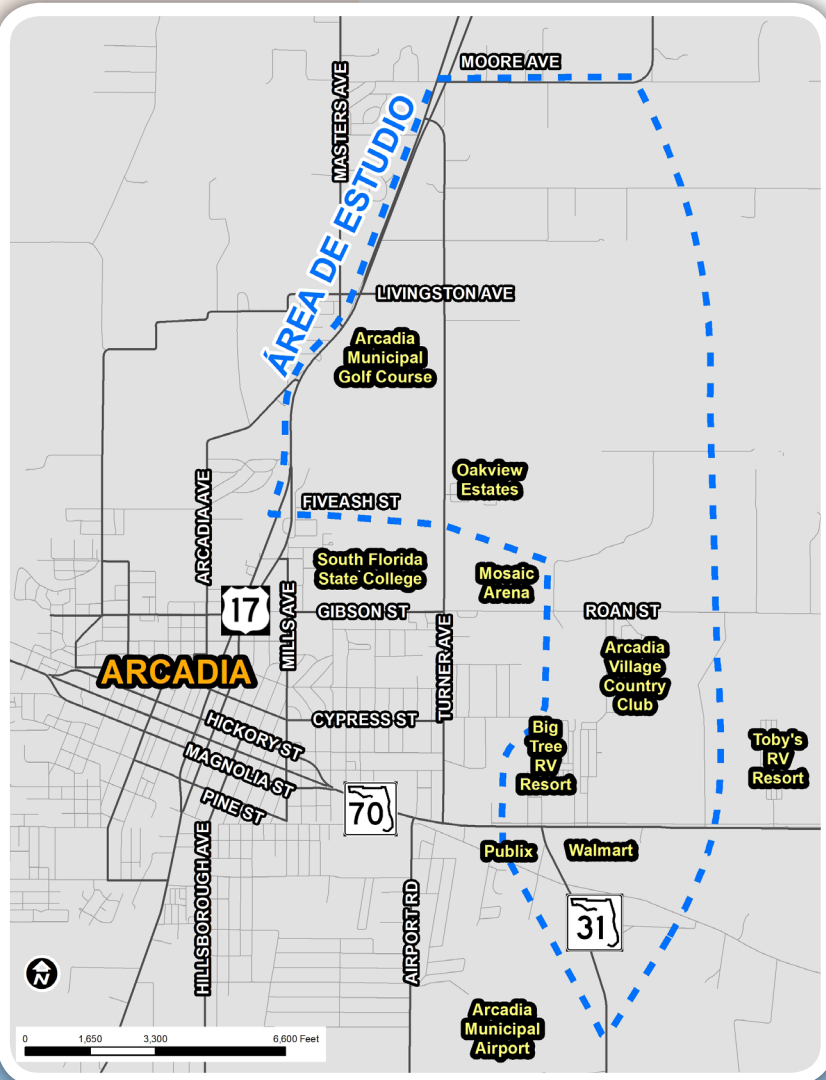 MOORE AVE
MASTERS AVE
ÁREA DE ESTUDIO
LIVINGSTON AVE
Arcadia
Municipal
Golf Course
Oakview
Estates
ARCADIA AVE
FIVEASH ST
South Florida
State College
Mosaic
Arena
17
MILLS AVE
GIBSON ST
ROAN ST
TURNER AVE
Arcadia
Village
Country
Club
ARCADIA
CYPRESS ST
HICKORY ST
MAGNOLIA ST
PINE ST
Big
Tree
RV
Resort
Toby's
RV
Resort
70
Publix
Walmart
HILLSBOROUGH AVE
AIRPORT RD
31
N
Arcadia
Municipal
Airport
0 1,650 3,300 6,600 Feet